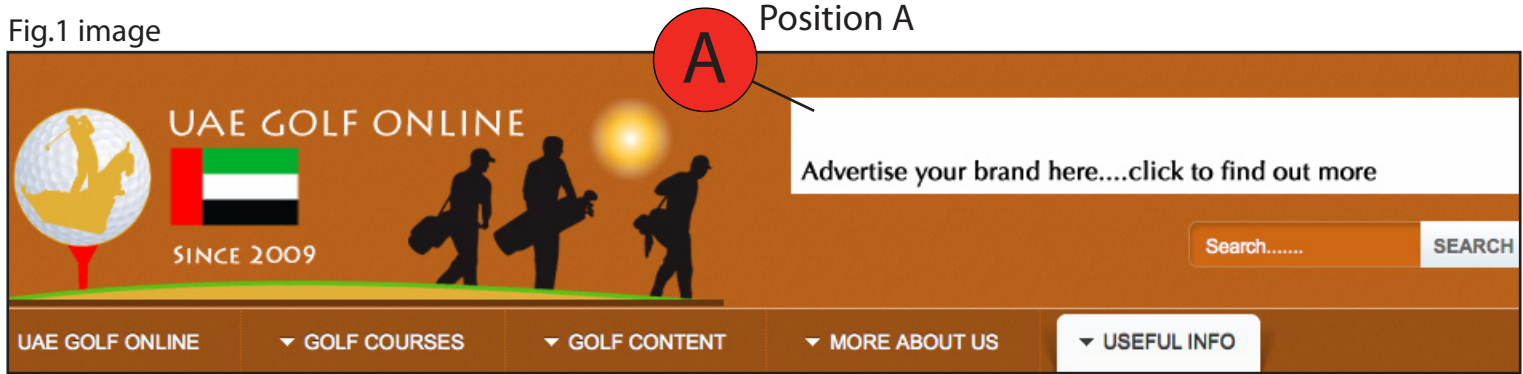 Fig.1 image
A
Position A
UAE GOLF ONLINE
SINCE 2009
Advertise your brand here....click to find out more
Search.......
SEARCH
UAE GOLF ONLINE
GOLF COURSES
GOLF CONTENT
MORE ABOUT US
USEFUL INFO